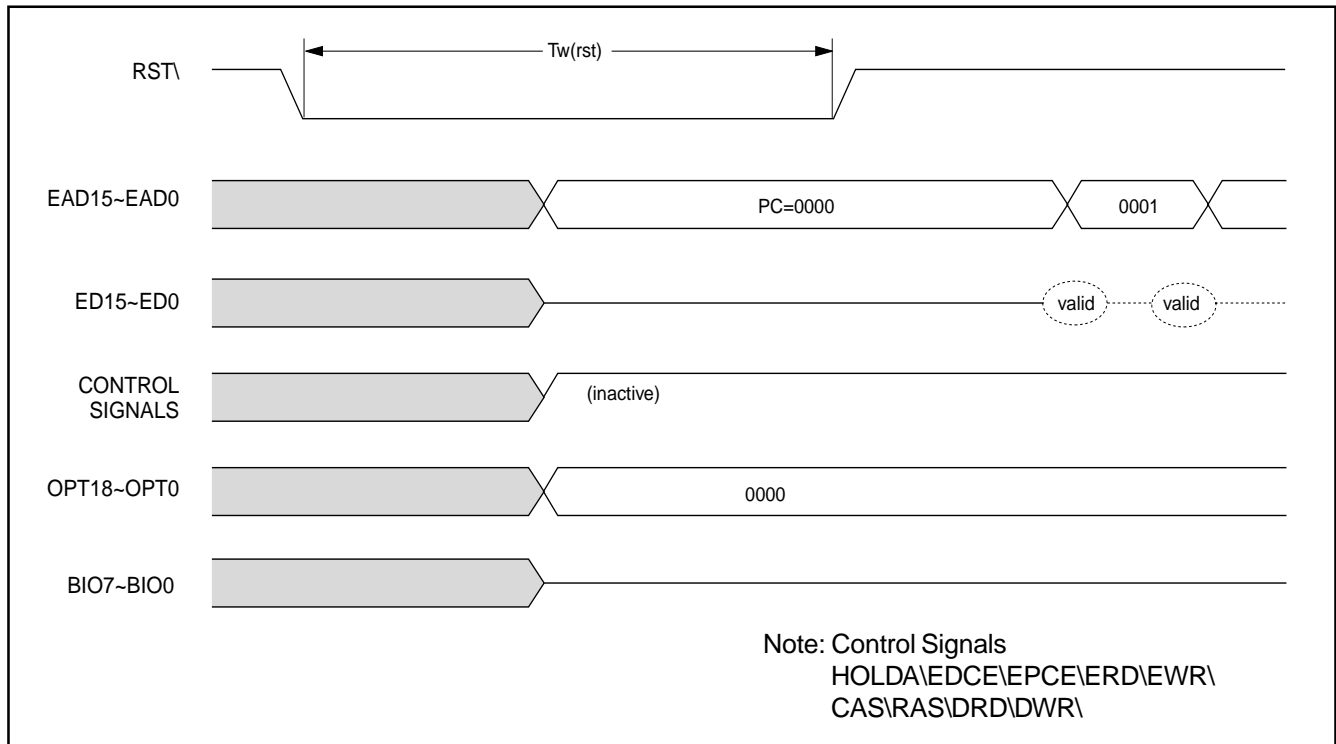 Tw(rst)
RST\
EAD15~EAD0
PC=0000
0001
ED15~ED0
valid
valid
CONTROL
SIGNALS
(inactive)
OPT18~OPT0
0000
BIO7~BIO0
Note: Control Signals
HOLDA\EDCE\EPCE\ERD\EWR\
CAS\RAS\DRD\DWR\